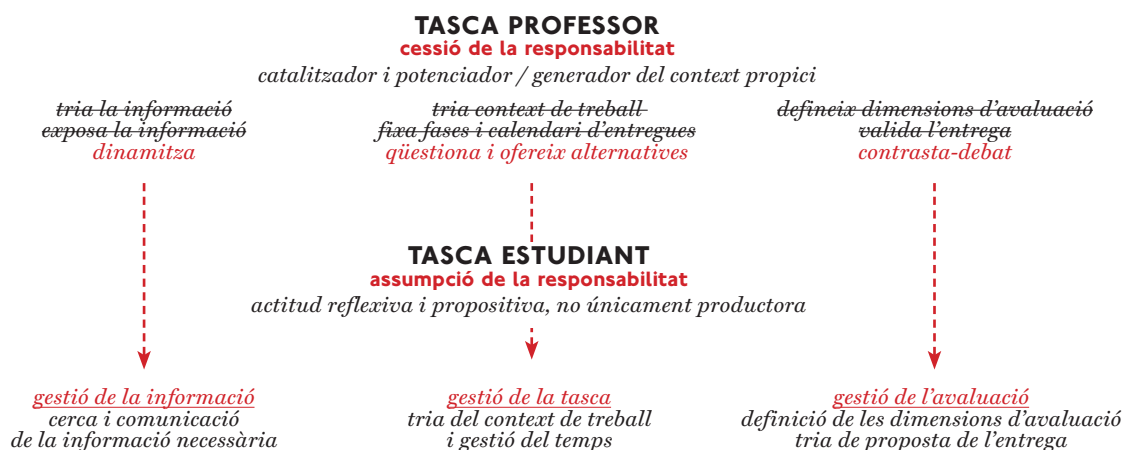 TASCA PROFESSOR
cessió de la responsabilitat
catalitzador i potenciador / generador del context propici
tria la informació
exposa la informació
dinamitza
tria context de treball
fixa fases i calendari d'entregues
qüestiona i ofereix alternatives
defineix dimensions d'avaluació
valida l'entrega
contrasta-debat
TASCA ESTUDIANT
assumpció de la responsabilitat
actitud reflexiva i propositiva, no únicament productora
gestió de la informació
cerca i comunicació
de la informació necessària
gestió de la tasca
tria del context de treball
i gestió del temps
gestió de l'avaluació
definició de les dimensions d'avaluació
tria de proposta de l'entrega